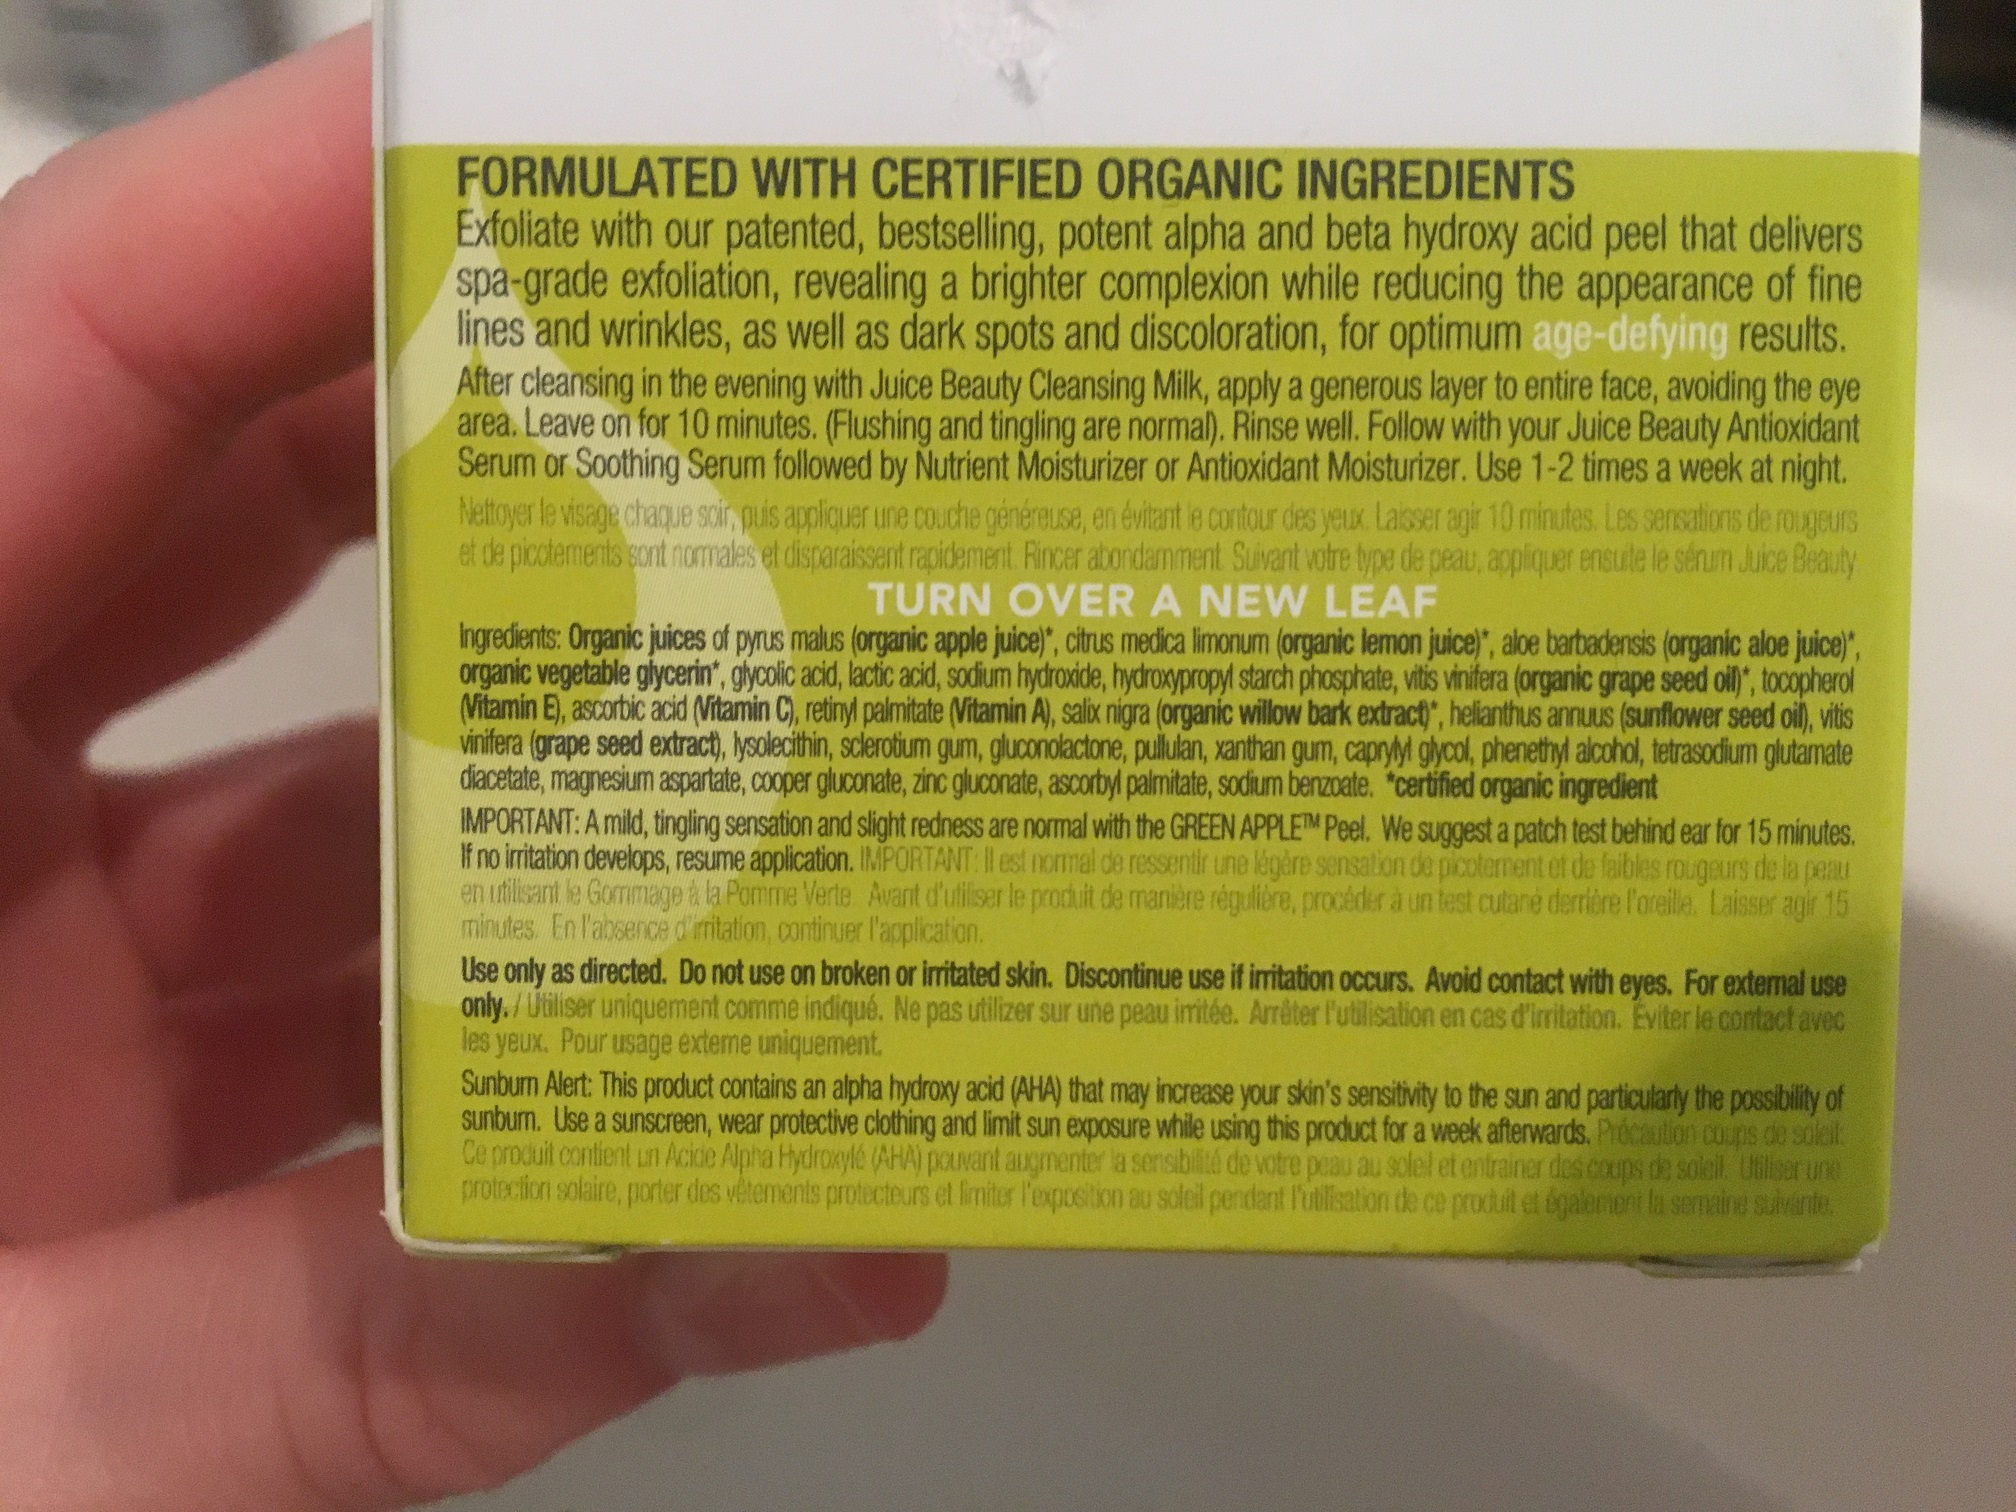 FORMULATED WITH CERTIFIED ORGANIC INGREDIENTS
Exfoliate with our patented, bestselling, potent alpha and beta hydroxy acid peel that delivers
spa-grade exfoliation, revealing a brighter complexion while reducing the appearance of fine
lines and wrinkles, as well as dark spots and discoloration, for optimum age-defying results.
After cleansing in the evening with Juice Beauty Cleansing Milk, apply a generous layer to entire face, avoiding the eye
area. Leave on for 10 minutes. (Flushing and tingling are normal). Rinse well. Follow with your Juice Beauty Antioxidant
Serum or Soothing Serum followed by Nutrient Moisturizer or Antioxidant Moisturizer. Use 1-2 times a week at night.
Nettoyer le visage chaque soir, puis appliquer une couche généreuse, en évitant le contour des yeux. Laisser agir 10 minutes. Les sensations de rougeurs
et de picotements sont normales et disparaissent rapidement. Rincer abondamment. Suivant votre type de peau, appliquer ensuite le sérum Juice Beauty
TURN OVER A NEW LEAF
Ingredients: Organic juices of pyrus malus (organic apple juice)*, citrus medica limonum (organic lemon juice)*, aloe barbadensis (organic aloe juice)*,
organic vegetable glycerin*, glycolic acid, lactic acid, sodium hydroxide, hydroxypropyl starch phosphate, vitis vinifera (organic grape seed oil)*, tocopherol
(Vitamin E), ascorbic acid (Vitamin C), retinyl palmitate (Vitamin A), salix nigra (organic willow bark extract)*, helianthus annuus (sunflower seed oil), vitis
vinifera (grape seed extract), lysolecithin, sclerotium gum, gluconolactone, pullulan, xanthan gum, caprylyl glycol, phenethyl alcohol, tetrasodium glutamate
diacetate, magnesium aspartate, cooper gluconate, zinc gluconate, ascorbyl palmitate, sodium benzoate. *certified organic ingredient
IMPORTANT: A mild, tingling sensation and slight redness are normal with the GREEN APPLE™ Peel. We suggest a patch test behind ear for 15 minutes.
If no irritation develops, resume application. IMPORTANT: Il est normal de ressentir une légère sensation de picotement et de faibles rougeurs de la peau
en utilisant le Gommage à la Pomme Verte. Avant d'utiliser le produit de manière régulière, procéder à un test cutané derrière l'oreille. Laisser agir 15
minutes. En l'absence d'irritation, continuer l'application.
Use only as directed. Do not use on broken or irritated skin. Discontinue use if irritation occurs. Avoid contact with eyes. For external use
only. / Utiliser uniquement comme indiqué. Ne pas utilizer sur une peau irritée. Arrêter l'utilisation en cas d'irritation. Éviter le contact avec
les yeux. Pour usage externe uniquement.
Sunburn Alert: This product contains an alpha hydroxy acid (AHA) that may increase your skin's sensitivity to the sun and particularly the possibility of
sunburn. Use a sunscreen, wear protective clothing and limit sun exposure while using this product for a week afterwards. Précaution coups de soleil:
Ce produit contient un Acide Alpha Hydroxylé (AHA) pouvant augmenter la sensibilité de votre peau au soleil et entrainer des coups de soleil. Utiliser une
protection solaire, porter des vêtements protecteurs et limiter l'exposition au soleil pendant l'utilisation de ce produit et également la semaine suivante.